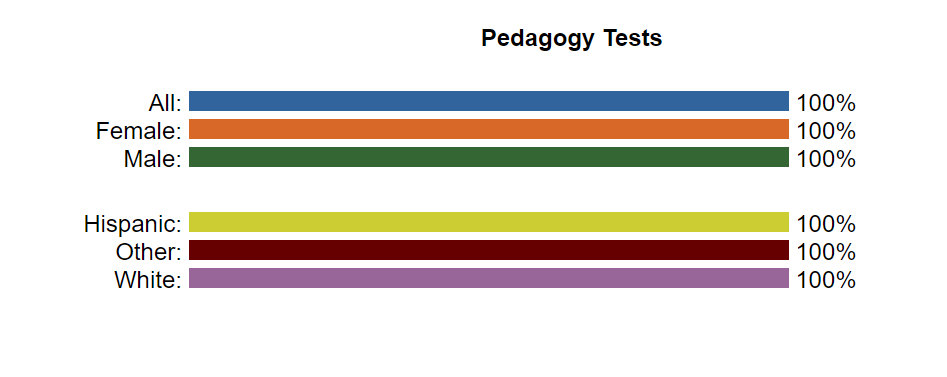 Pedagogy Tests
All: 100%
Female: 100%
Male: 100%
Hispanic: 100%
Other: 100%
White: 100%